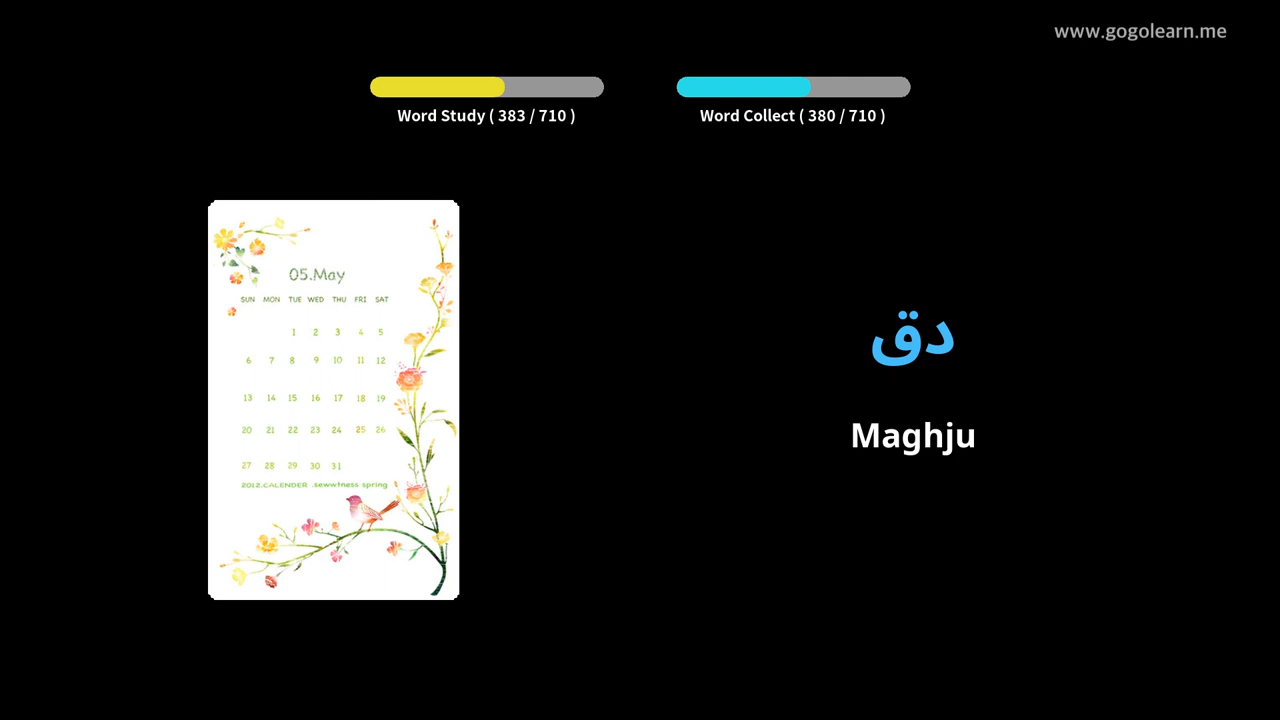 www.gogolearn.me
Word Study ( 383 / 710 )
Word Collect ( 380 / 710 )
05.May
SUN MON TUE WED THU FRI SAT
1 2 3 4 5
6 7 8 9 10 11 12
13 14 15 16 17 18 19
20 21 22 23 24 25 26
27 28 29 30 31
2012.CALENDER .sewwtness spring
دق
Maghju